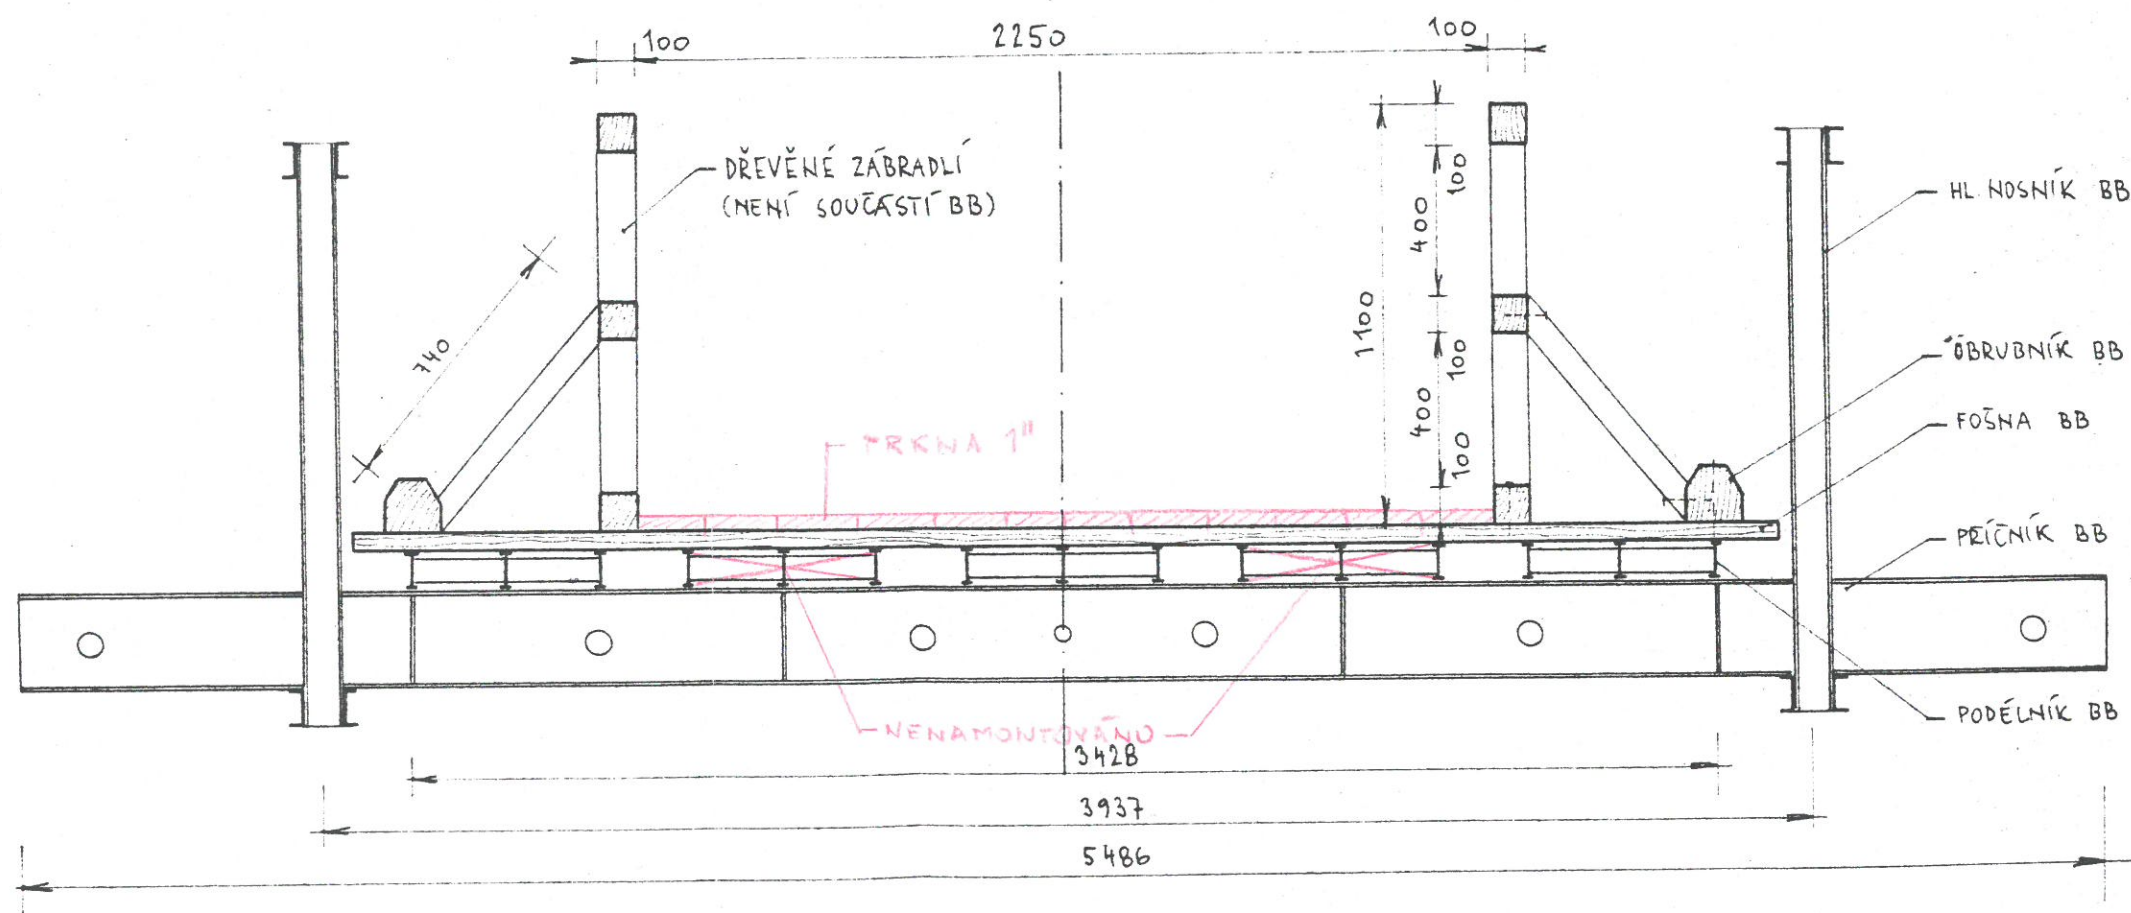 100
2250
100
DŘEVĚNÉ ZÁBRADLÍ
(NENÍ SOUČÁSTÍ BB)
740
1100
100
400
100
400
100
HL. NOSNÍK BB
OBRUBNÍK BB
FOŠNA BB
PŘÍČNÍK BB
PODÉLNÍK BB
PRKNA 1"
NENAMONTOVÁNO
3428
3937
5486